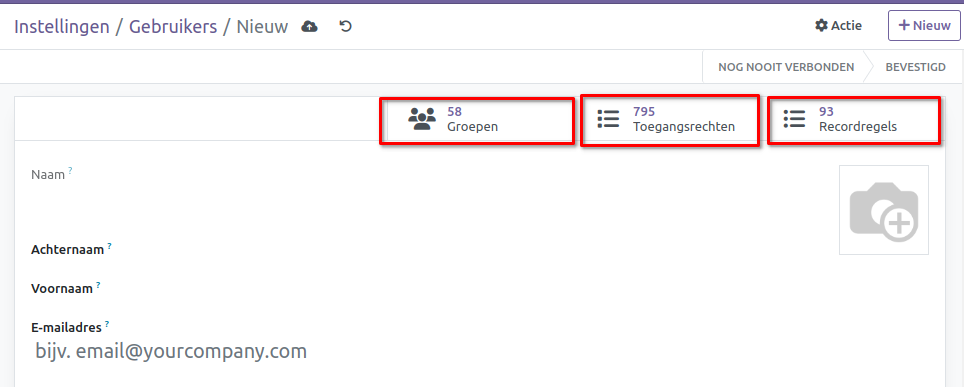 Instellingen / Gebruikers / Nieuw
Actie
+ Nieuw
NOG NOOIT VERBONDEN
BEVESTIGD
58
Groepen
795
Toegangsrechten
93
Recordregels
Naam ?
Achternaam ?
Voornaam ?
E-mailadres ?
bijv. email@yourcompany.com